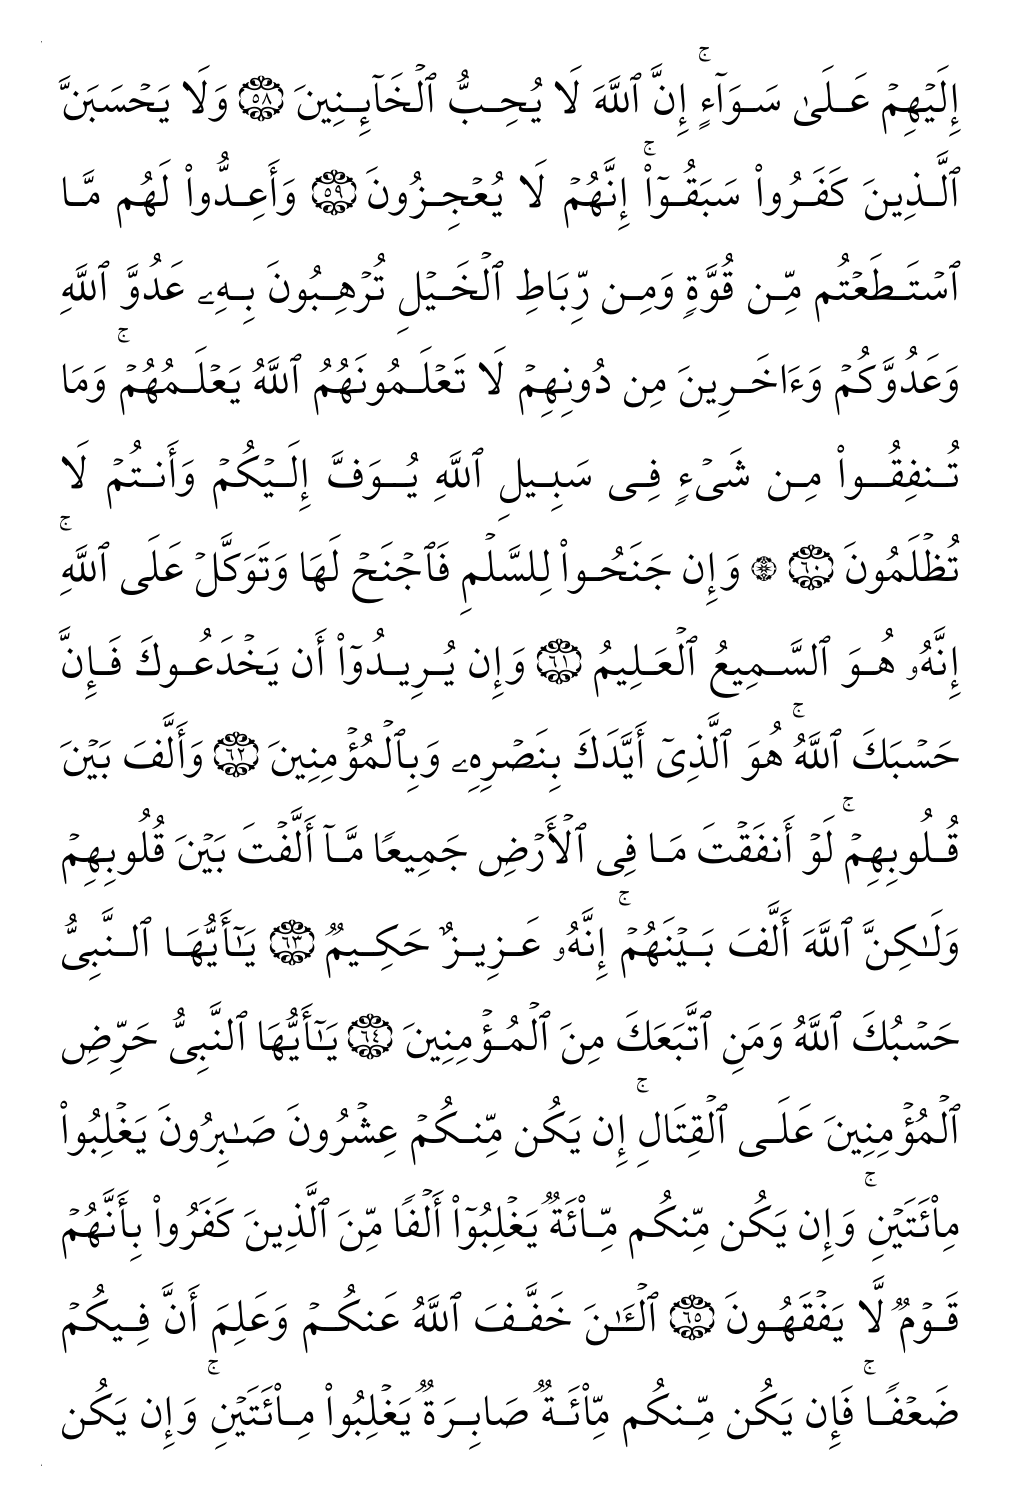 إِلَيۡهِمۡ عَلَىٰ سَوَآءٍۚ إِنَّ ٱللَّهَ لَا يُحِبُّ ٱلۡخَآئِنِينَ ٥٨ وَلَا يَحۡسَبَنَّ
ٱلَّذِينَ كَفَرُواْ سَبَقُوٓاْۚ إِنَّهُمۡ لَا يُعۡجِزُونَ ٥٩ وَأَعِدُّواْ لَهُم مَّا
ٱسۡتَطَعۡتُم مِّن قُوَّةٍ وَمِن رِّبَاطِ ٱلۡخَيۡلِ تُرۡهِبُونَ بِهِۦ عَدُوَّ ٱللَّهِ
وَعَدُوَّكُمۡ وَءَاخَرِينَ مِن دُونِهِمۡ لَا تَعۡلَمُونَهُمُ ٱللَّهُ يَعۡلَمُهُمۡۚ وَمَا
تُنفِقُواْ مِن شَىۡءٍ فِى سَبِيلِ ٱللَّهِ يُوَفَّ إِلَيۡكُمۡ وَأَنتُمۡ لَا
تُظۡلَمُونَ ٦٠ ۞ وَإِن جَنَحُواْ لِلسَّلۡمِ فَٱجۡنَحۡ لَهَا وَتَوَكَّلۡ عَلَى ٱللَّهِۚ
إِنَّهُۥ هُوَ ٱلسَّمِيعُ ٱلۡعَلِيمُ ٦١ وَإِن يُرِيدُوٓاْ أَن يَخۡدَعُوكَ فَإِنَّ
حَسۡبَكَ ٱللَّهُۚ هُوَ ٱلَّذِىٓ أَيَّدَكَ بِنَصۡرِهِۦ وَبِٱلۡمُؤۡمِنِينَ ٦٢ وَأَلَّفَ بَيۡنَ
قُلُوبِهِمۡۚ لَوۡ أَنفَقۡتَ مَا فِى ٱلۡأَرۡضِ جَمِيعًا مَّآ أَلَّفۡتَ بَيۡنَ قُلُوبِهِمۡ
وَلَـٰكِنَّ ٱللَّهَ أَلَّفَ بَيۡنَهُمۡۚ إِنَّهُۥ عَزِيزٌ حَكِيمٌ ٦٣ يَـٰٓأَيُّهَا ٱلنَّبِىُّ
حَسۡبُكَ ٱللَّهُ وَمَنِ ٱتَّبَعَكَ مِنَ ٱلۡمُؤۡمِنِينَ ٦٤ يَـٰٓأَيُّهَا ٱلنَّبِىُّ حَرِّضِ
ٱلۡمُؤۡمِنِينَ عَلَى ٱلۡقِتَالِۚ إِن يَكُن مِّنكُمۡ عِشۡرُونَ صَـٰبِرُونَ يَغۡلِبُواْ
مِاْئَتَيۡنِۚ وَإِن يَكُن مِّنكُم مِّاْئَةٌ يَغۡلِبُوٓاْ أَلۡفًا مِّنَ ٱلَّذِينَ كَفَرُواْ بِأَنَّهُمۡ
قَوۡمٌ لَّا يَفۡقَهُونَ ٦٥ ٱلۡـَٔـٰنَ خَفَّفَ ٱللَّهُ عَنكُمۡ وَعَلِمَ أَنَّ فِيكُمۡ
ضَعۡفًاۚ فَإِن يَكُن مِّنكُم مِّاْئَةٌ صَابِرَةٌ يَغۡلِبُواْ مِاْئَتَيۡنِۚ وَإِن يَكُن